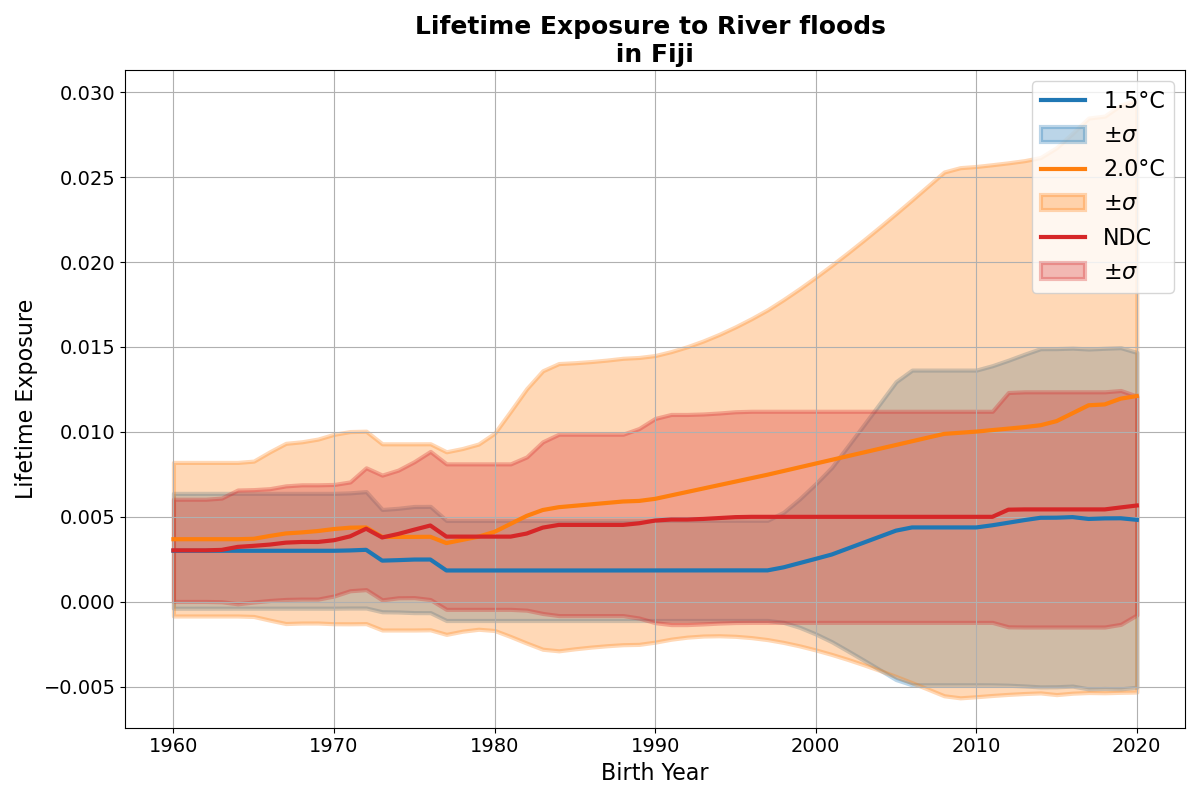 Lifetime Exposure to River floods
in Fiji
0.030
0.025
0.020
0.015
0.010
0.005
0.000
−0.005
Lifetime Exposure
1960
1970
1980
1990
2000
2010
2020
Birth Year
1.5°C
±σ
2.0°C
±σ
NDC
±σ